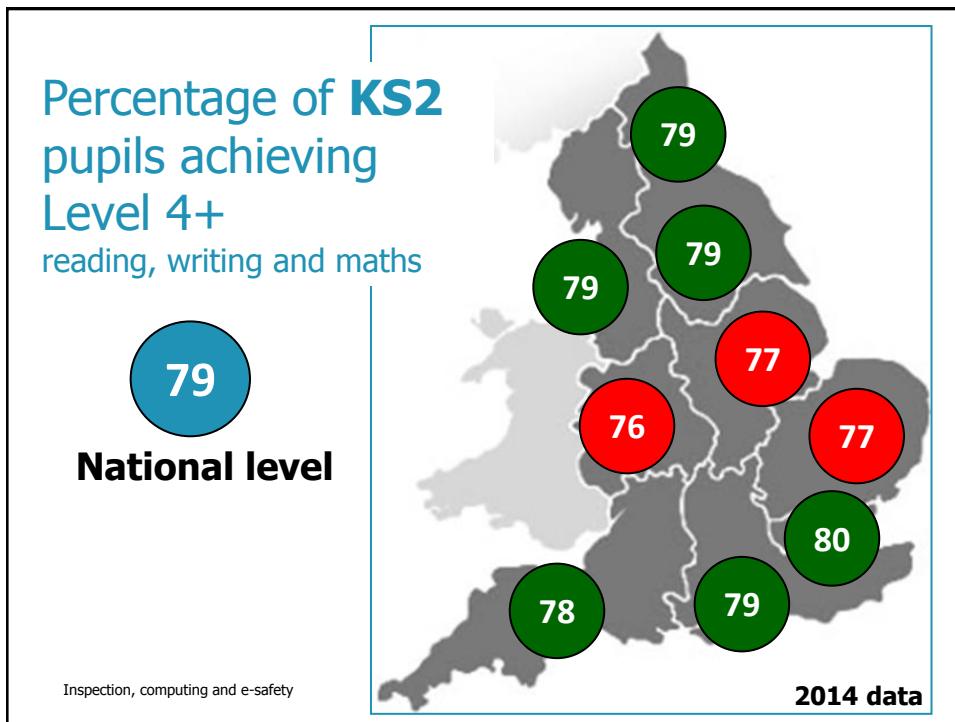 Percentage of KS2
pupils achieving
Level 4+
reading, writing and maths
79
National level
79
79
79
77
76
77
80
78
79
Inspection, computing and e-safety
2014 data